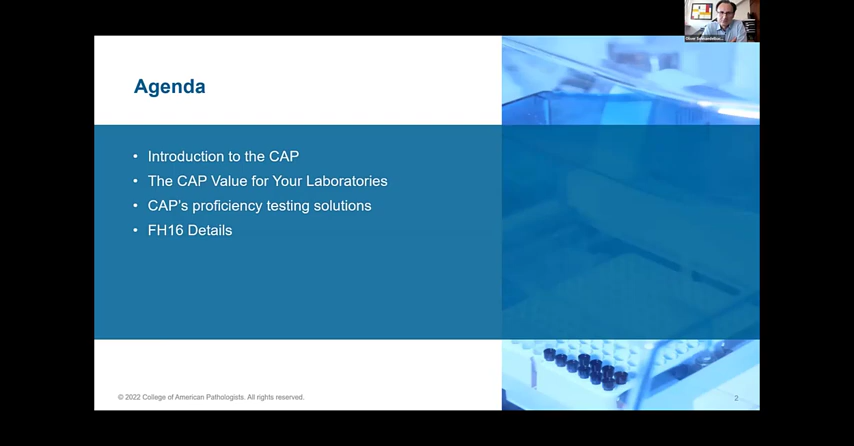 Agenda
• Introduction to the CAP
• The CAP Value for Your Laboratories
• CAP's proficiency testing solutions
• FH16 Details
© 2022 College of American Pathologists. All rights reserved.
2